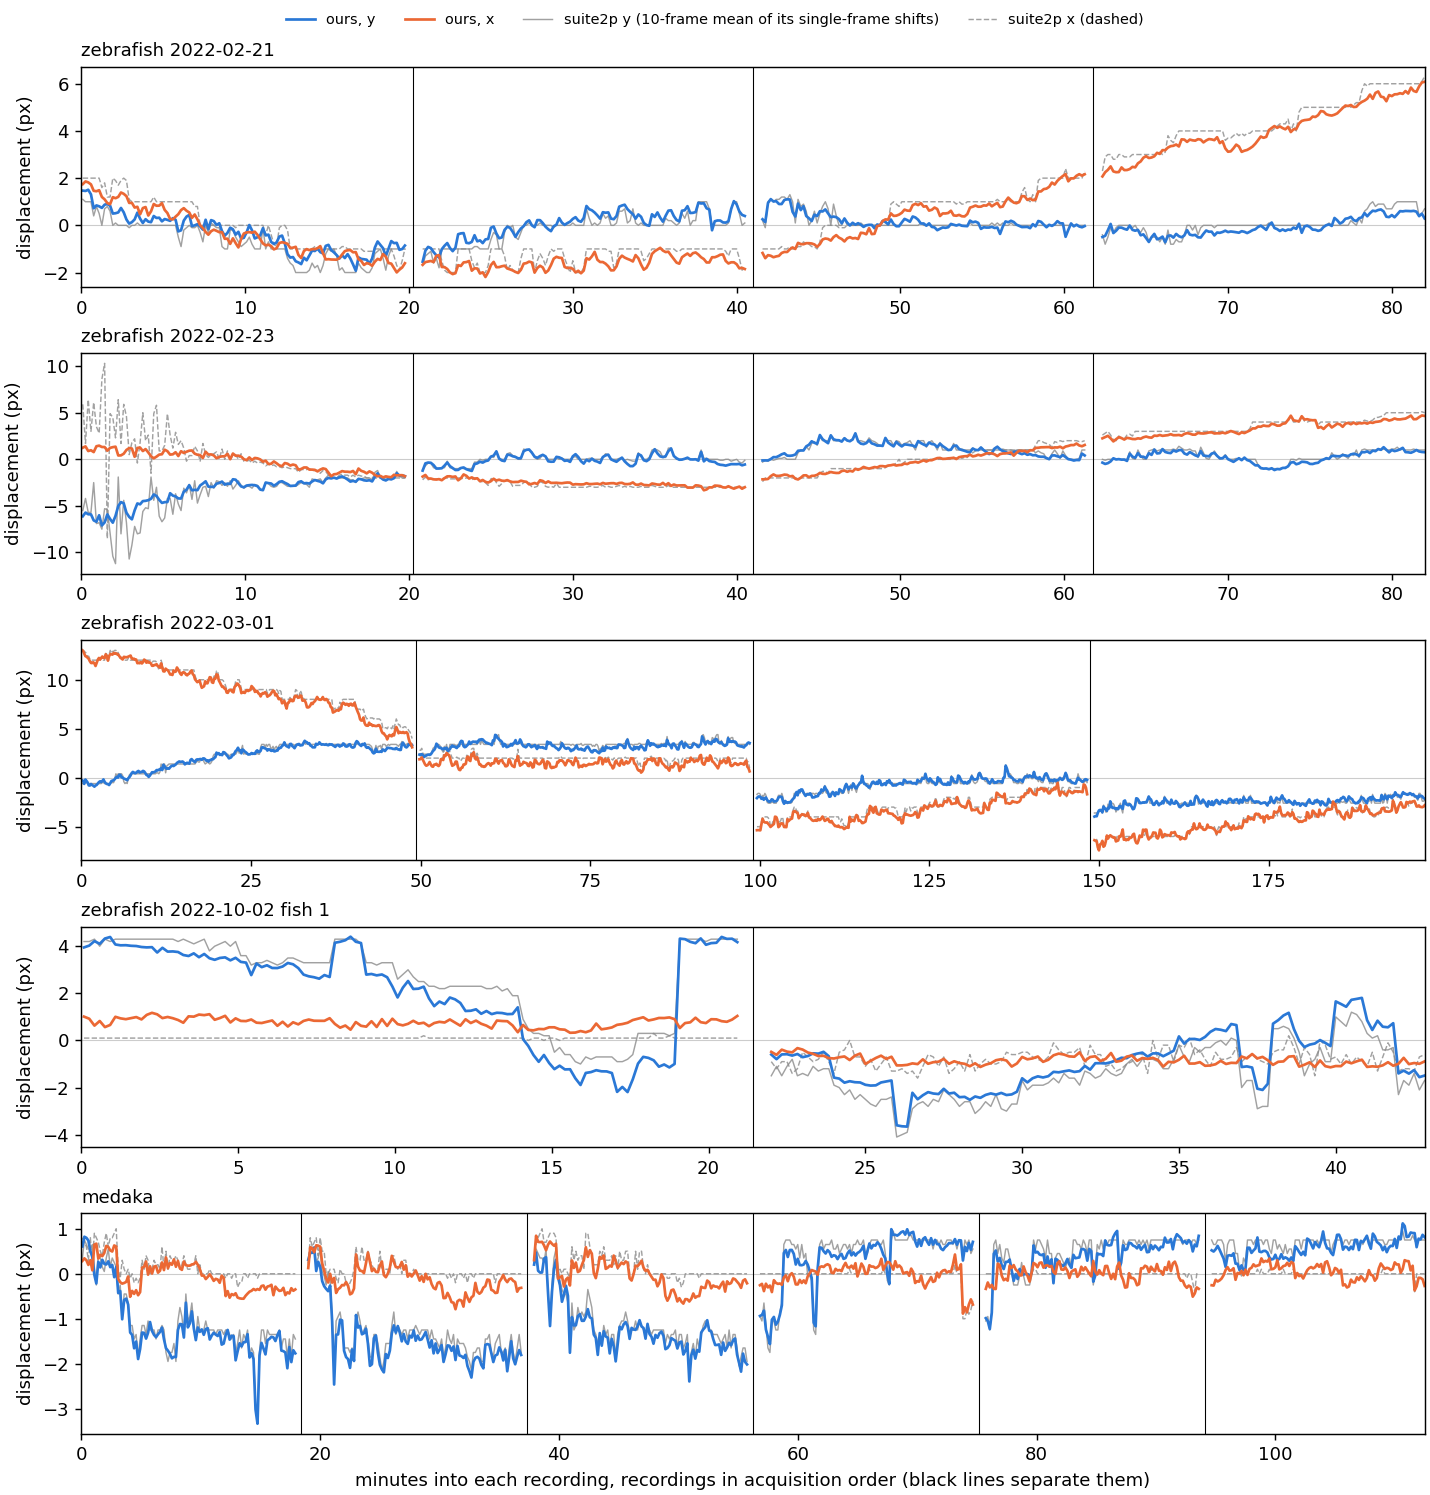 ours, y ours, x suite2p y (10-frame mean of its single-frame shifts) suite2p x (dashed)
zebrafish 2022-02-21
displacement (px)
6
4
2
0
−2
0 10 20 30 40 50 60 70 80
zebrafish 2022-02-23
displacement (px)
10
5
0
−5
−10
0 10 20 30 40 50 60 70 80
zebrafish 2022-03-01
displacement (px)
10
5
0
−5
0 25 50 75 100 125 150 175
zebrafish 2022-10-02 fish 1
displacement (px)
4
2
0
−2
−4
0 5 10 15 20 25 30 35 40
medaka
displacement (px)
1
0
−1
−2
−3
0 20 40 60 80 100
minutes into each recording, recordings in acquisition order (black lines separate them)